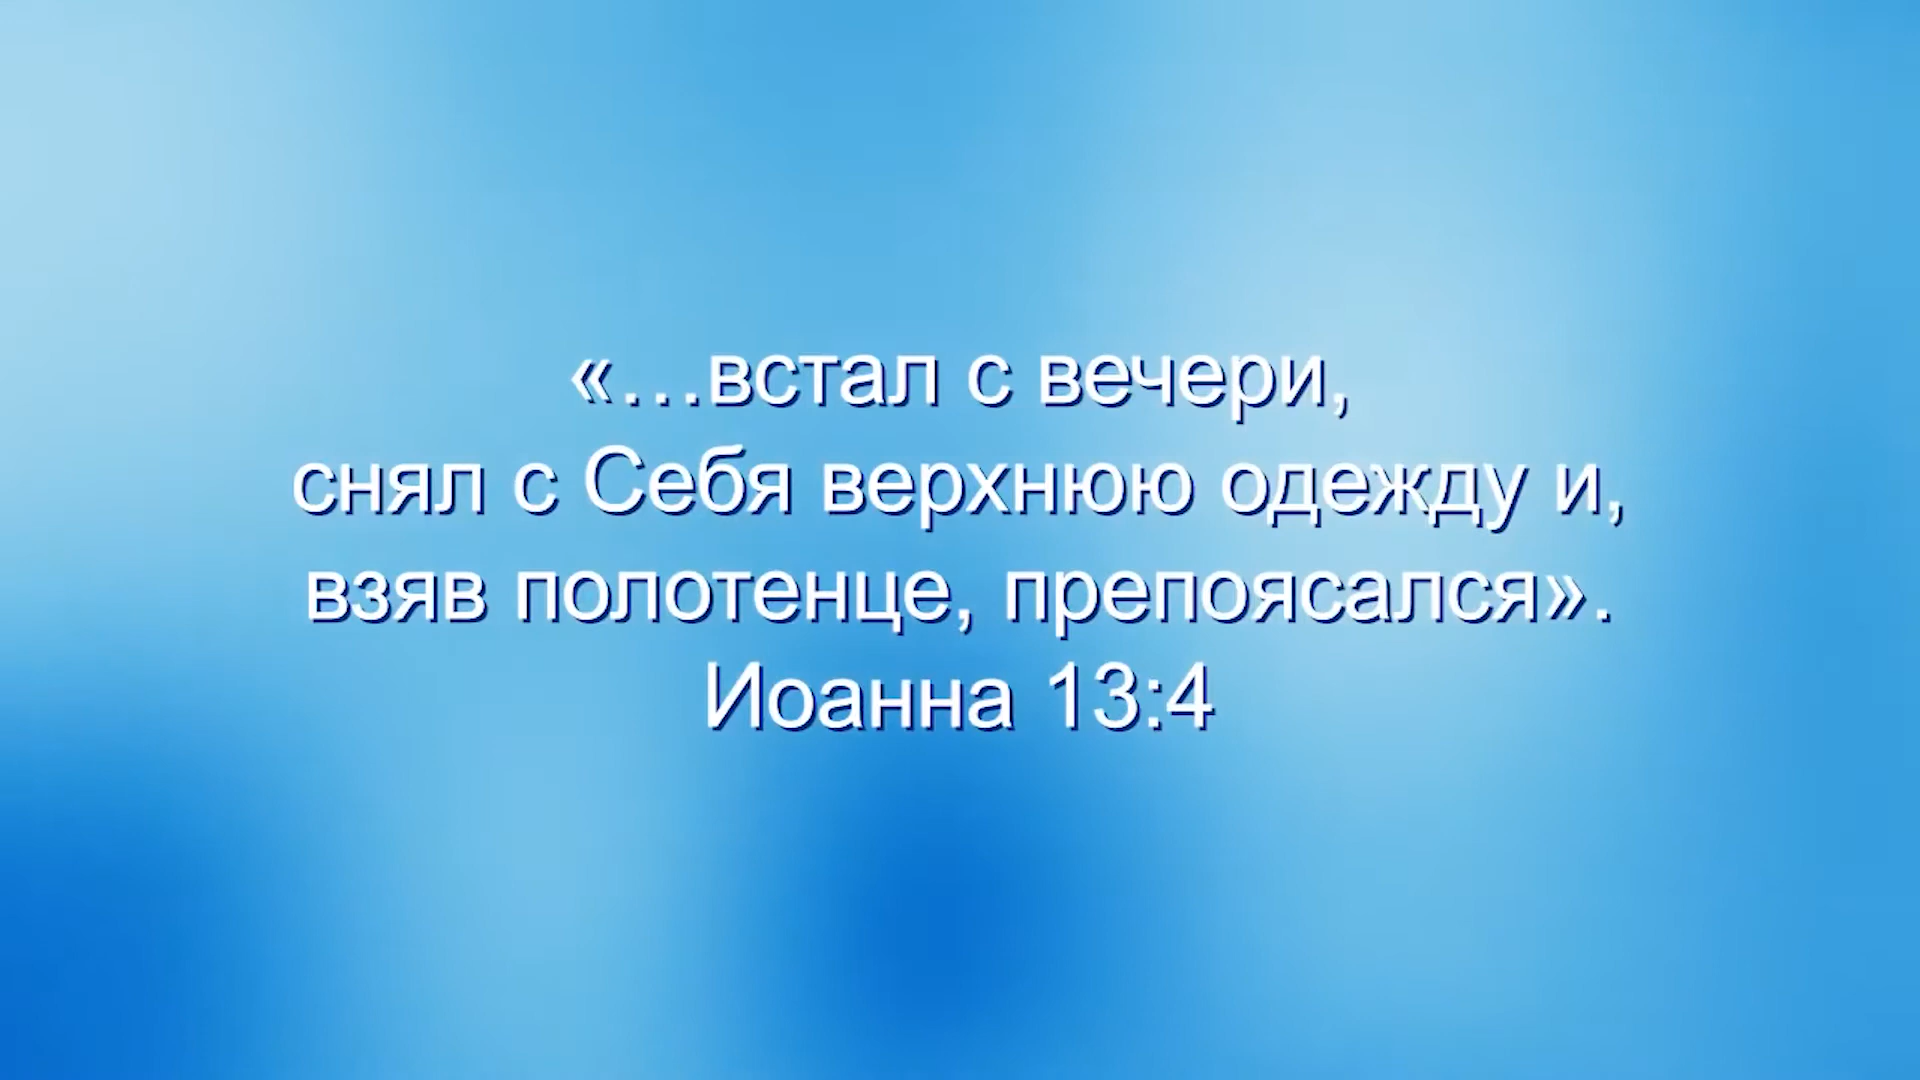 «…встал с вечери,
снял с Себя верхнюю одежду и,
взяв полотенце, препоясался».
Иоанна 13:4